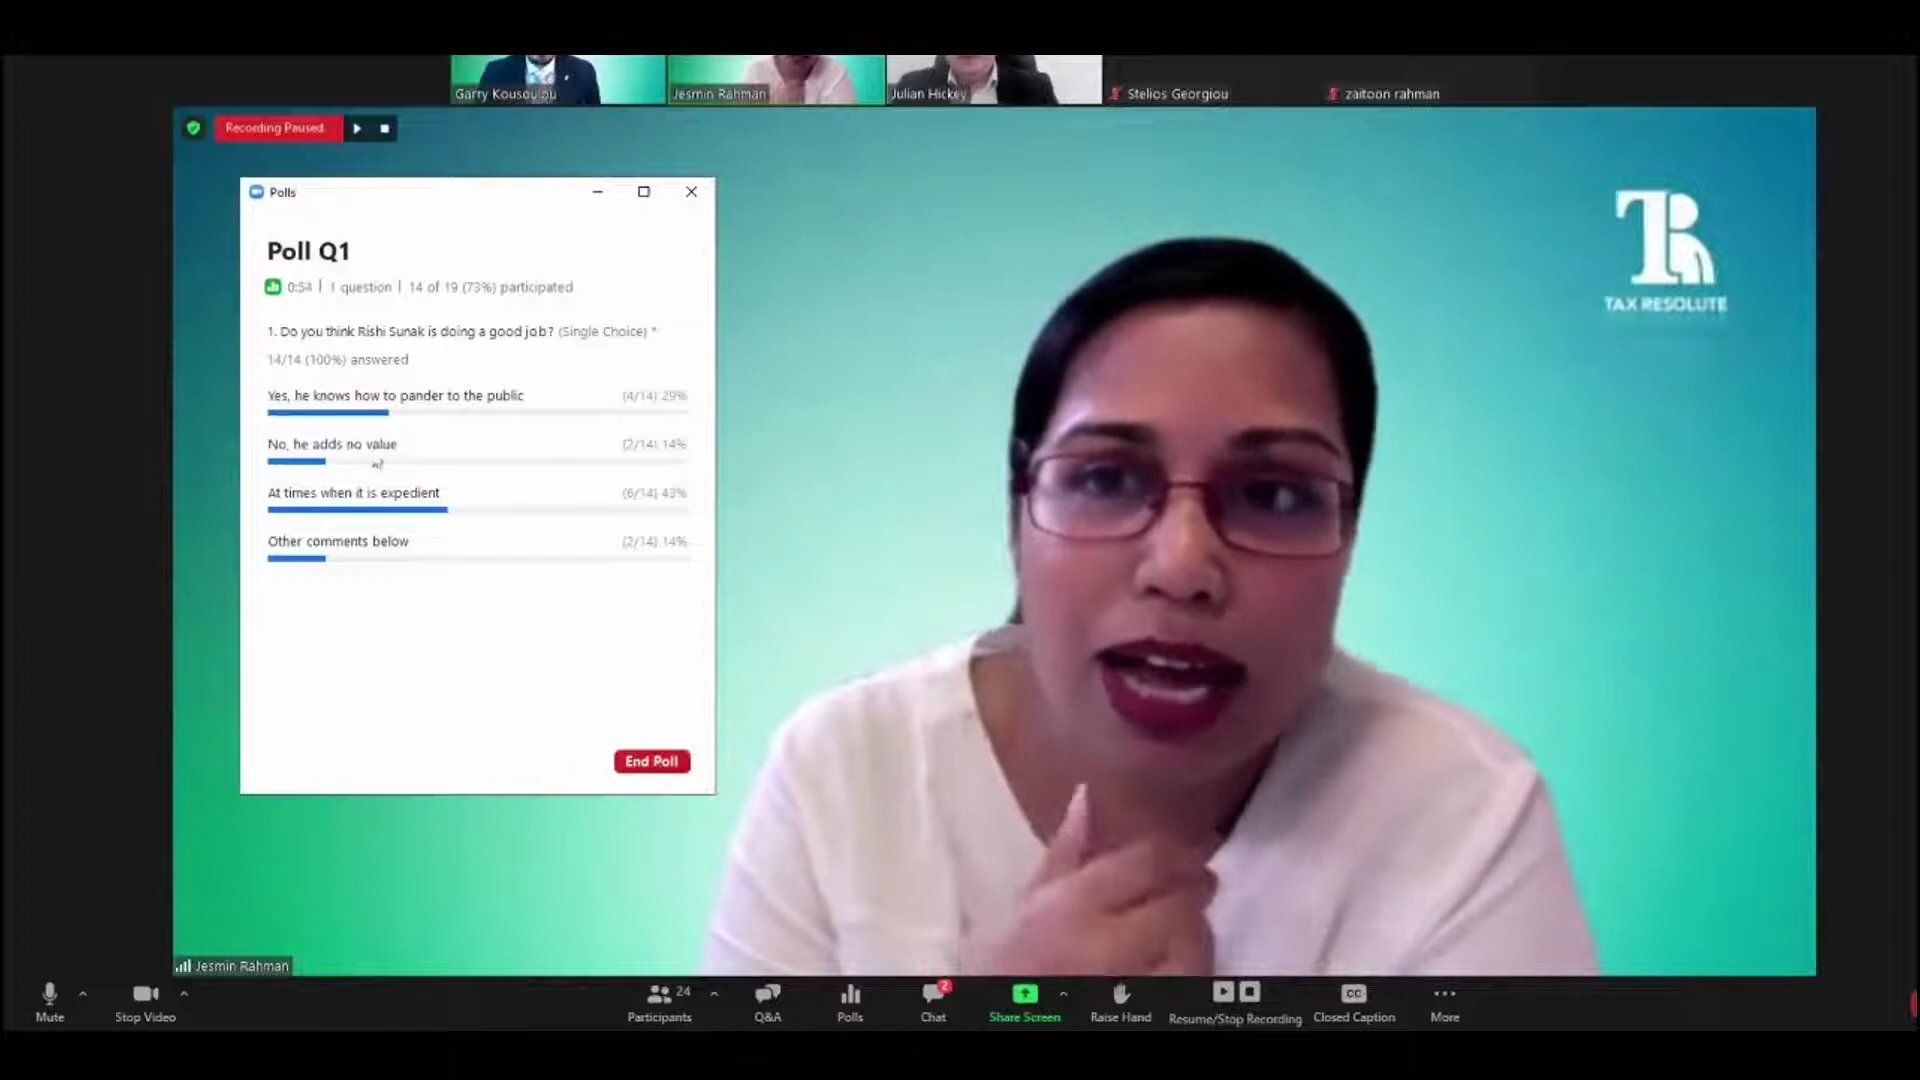 Garry Kousoulou
Jesmin Rahman
Julian Hickey
Stelios Georgiou
zaitoon rahman
Recording Paused
TR
TAX RESOLUTE
Polls
Poll Q1
0:54 | 1 question | 14 of 19 (73%) participated
1. Do you think Rishi Sunak is doing a good job? (Single Choice) *
14/14 (100%) answered
Yes, he knows how to pander to the public (4/14) 29%
No, he adds no value (2/14) 14%
At times when it is expedient (6/14) 43%
Other comments below (2/14) 14%
End Poll
Jesmin Rahman
Mute
Stop Video
24
Participants
Q&A
Polls
2
Chat
Share Screen
Raise Hand
Resume/Stop Recording
CC
Closed Caption
More